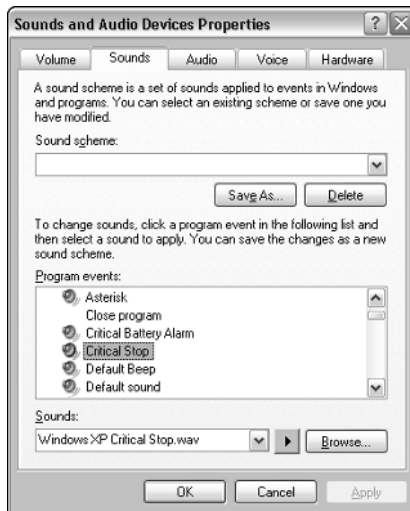 Sounds and Audio Devices Properties
? X
Volume Sounds Audio Voice Hardware
A sound scheme is a set of sounds applied to events in Windows
and programs. You can select an existing scheme or save one you
have modified.
Sound scheme:
Save As... Delete
To change sounds, click a program event in the following list and
then select a sound to apply. You can save the changes as a new
sound scheme.
Program events:
Asterisk
Close program
Critical Battery Alarm
Critical Stop
Default Beep
Default sound
Sounds:
Windows XP Critical Stop.wav Browse...
OK Cancel Apply